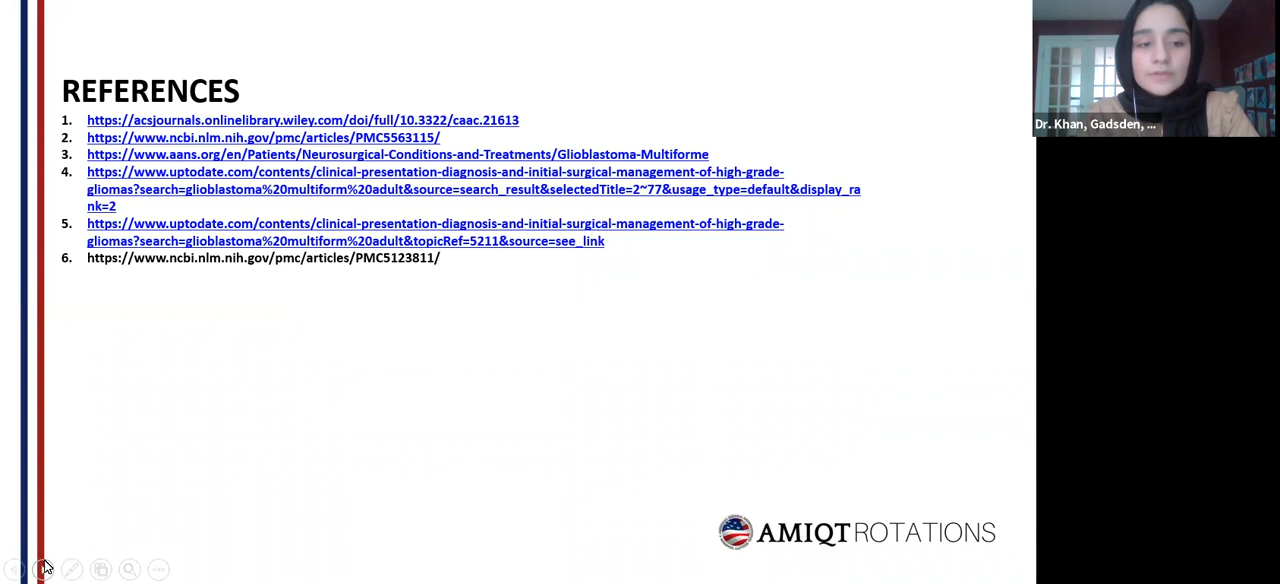 REFERENCES
1. https://acsjournals.onlinelibrary.wiley.com/doi/full/10.3322/caac.21613
2. https://www.ncbi.nlm.nih.gov/pmc/articles/PMC5563115/
3. https://www.aans.org/en/Patients/Neurosurgical-Conditions-and-Treatments/Glioblastoma-Multiforme
4. https://www.uptodate.com/contents/clinical-presentation-diagnosis-and-initial-surgical-management-of-high-grade-
gliomas?search=glioblastoma%20multiform%20adult&source=search_result&selectedTitle=2~77&usage_type=default&display_ra
nk=2
5. https://www.uptodate.com/contents/clinical-presentation-diagnosis-and-initial-surgical-management-of-high-grade-
gliomas?search=glioblastoma%20multiform%20adult&topicRef=5211&source=see_link
6. https://www.ncbi.nlm.nih.gov/pmc/articles/PMC5123811/
Dr. Khan, Gadsden, ...
AMIQT ROTATIONS